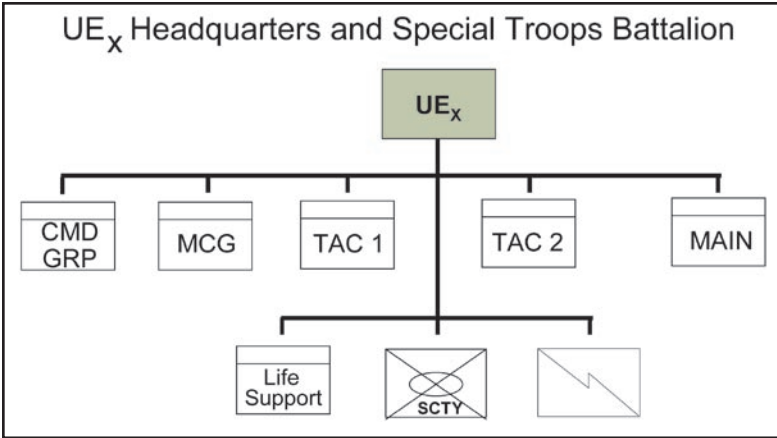 UEx Headquarters and Special Troops Battalion
UEx
CMD
GRP
MCG
TAC 1
TAC 2
MAIN
Life
Support
SCTY